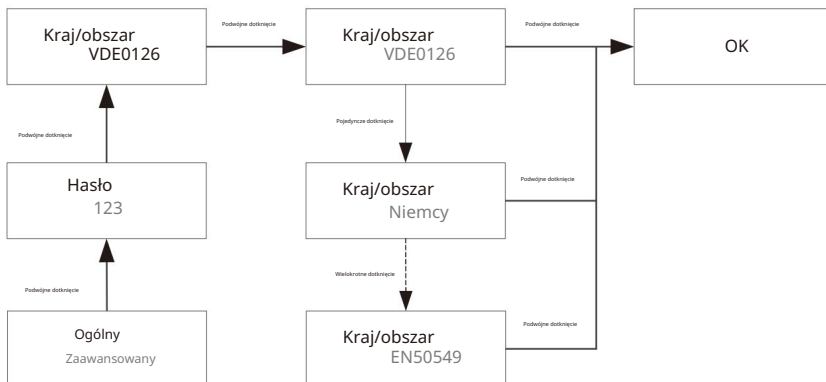 Kraj/obszar
VDE0126
Podwójne dotknięcie
Kraj/obszar
VDE0126
Podwójne dotknięcie
OK
Podwójne dotknięcie
Pojedyncze dotknięcie
Hasło
123
Kraj/obszar
Niemcy
Podwójne dotknięcie
Podwójne dotknięcie
Wielokrotne dotknięcie
Ogólny
Zaawansowany
Kraj/obszar
EN50549
Podwójne dotknięcie